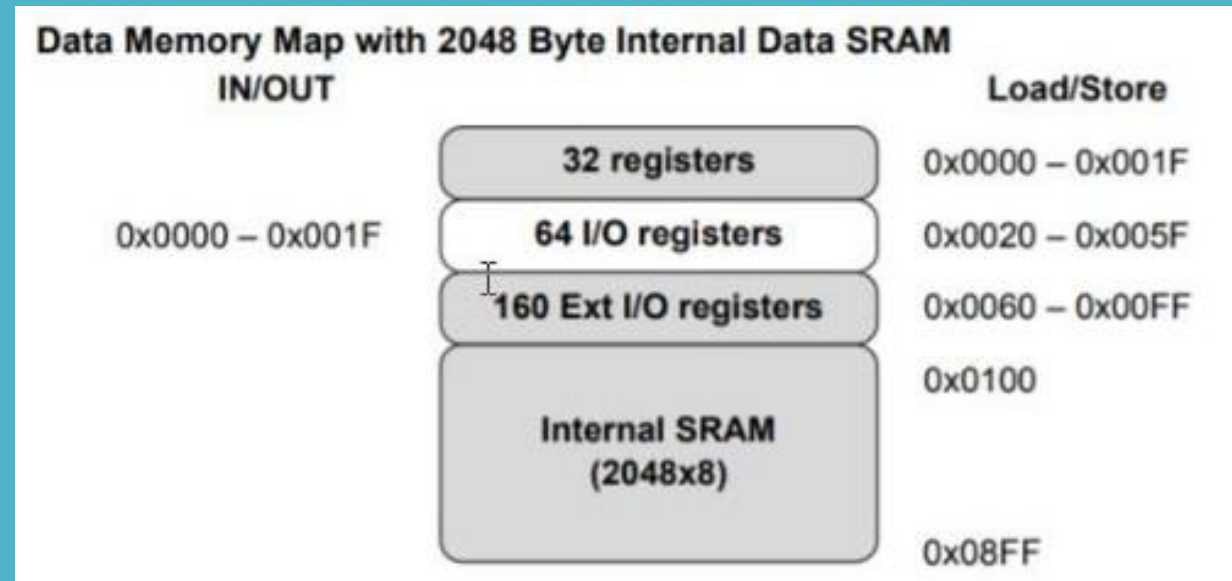 Data Memory Map with 2048 Byte Internal Data SRAM
IN/OUT Load/Store
32 registers 0x0000 – 0x001F
0x0000 – 0x001F 64 I/O registers 0x0020 – 0x005F
160 Ext I/O registers 0x0060 – 0x00FF
0x0100
Internal SRAM
(2048x8)
0x08FF